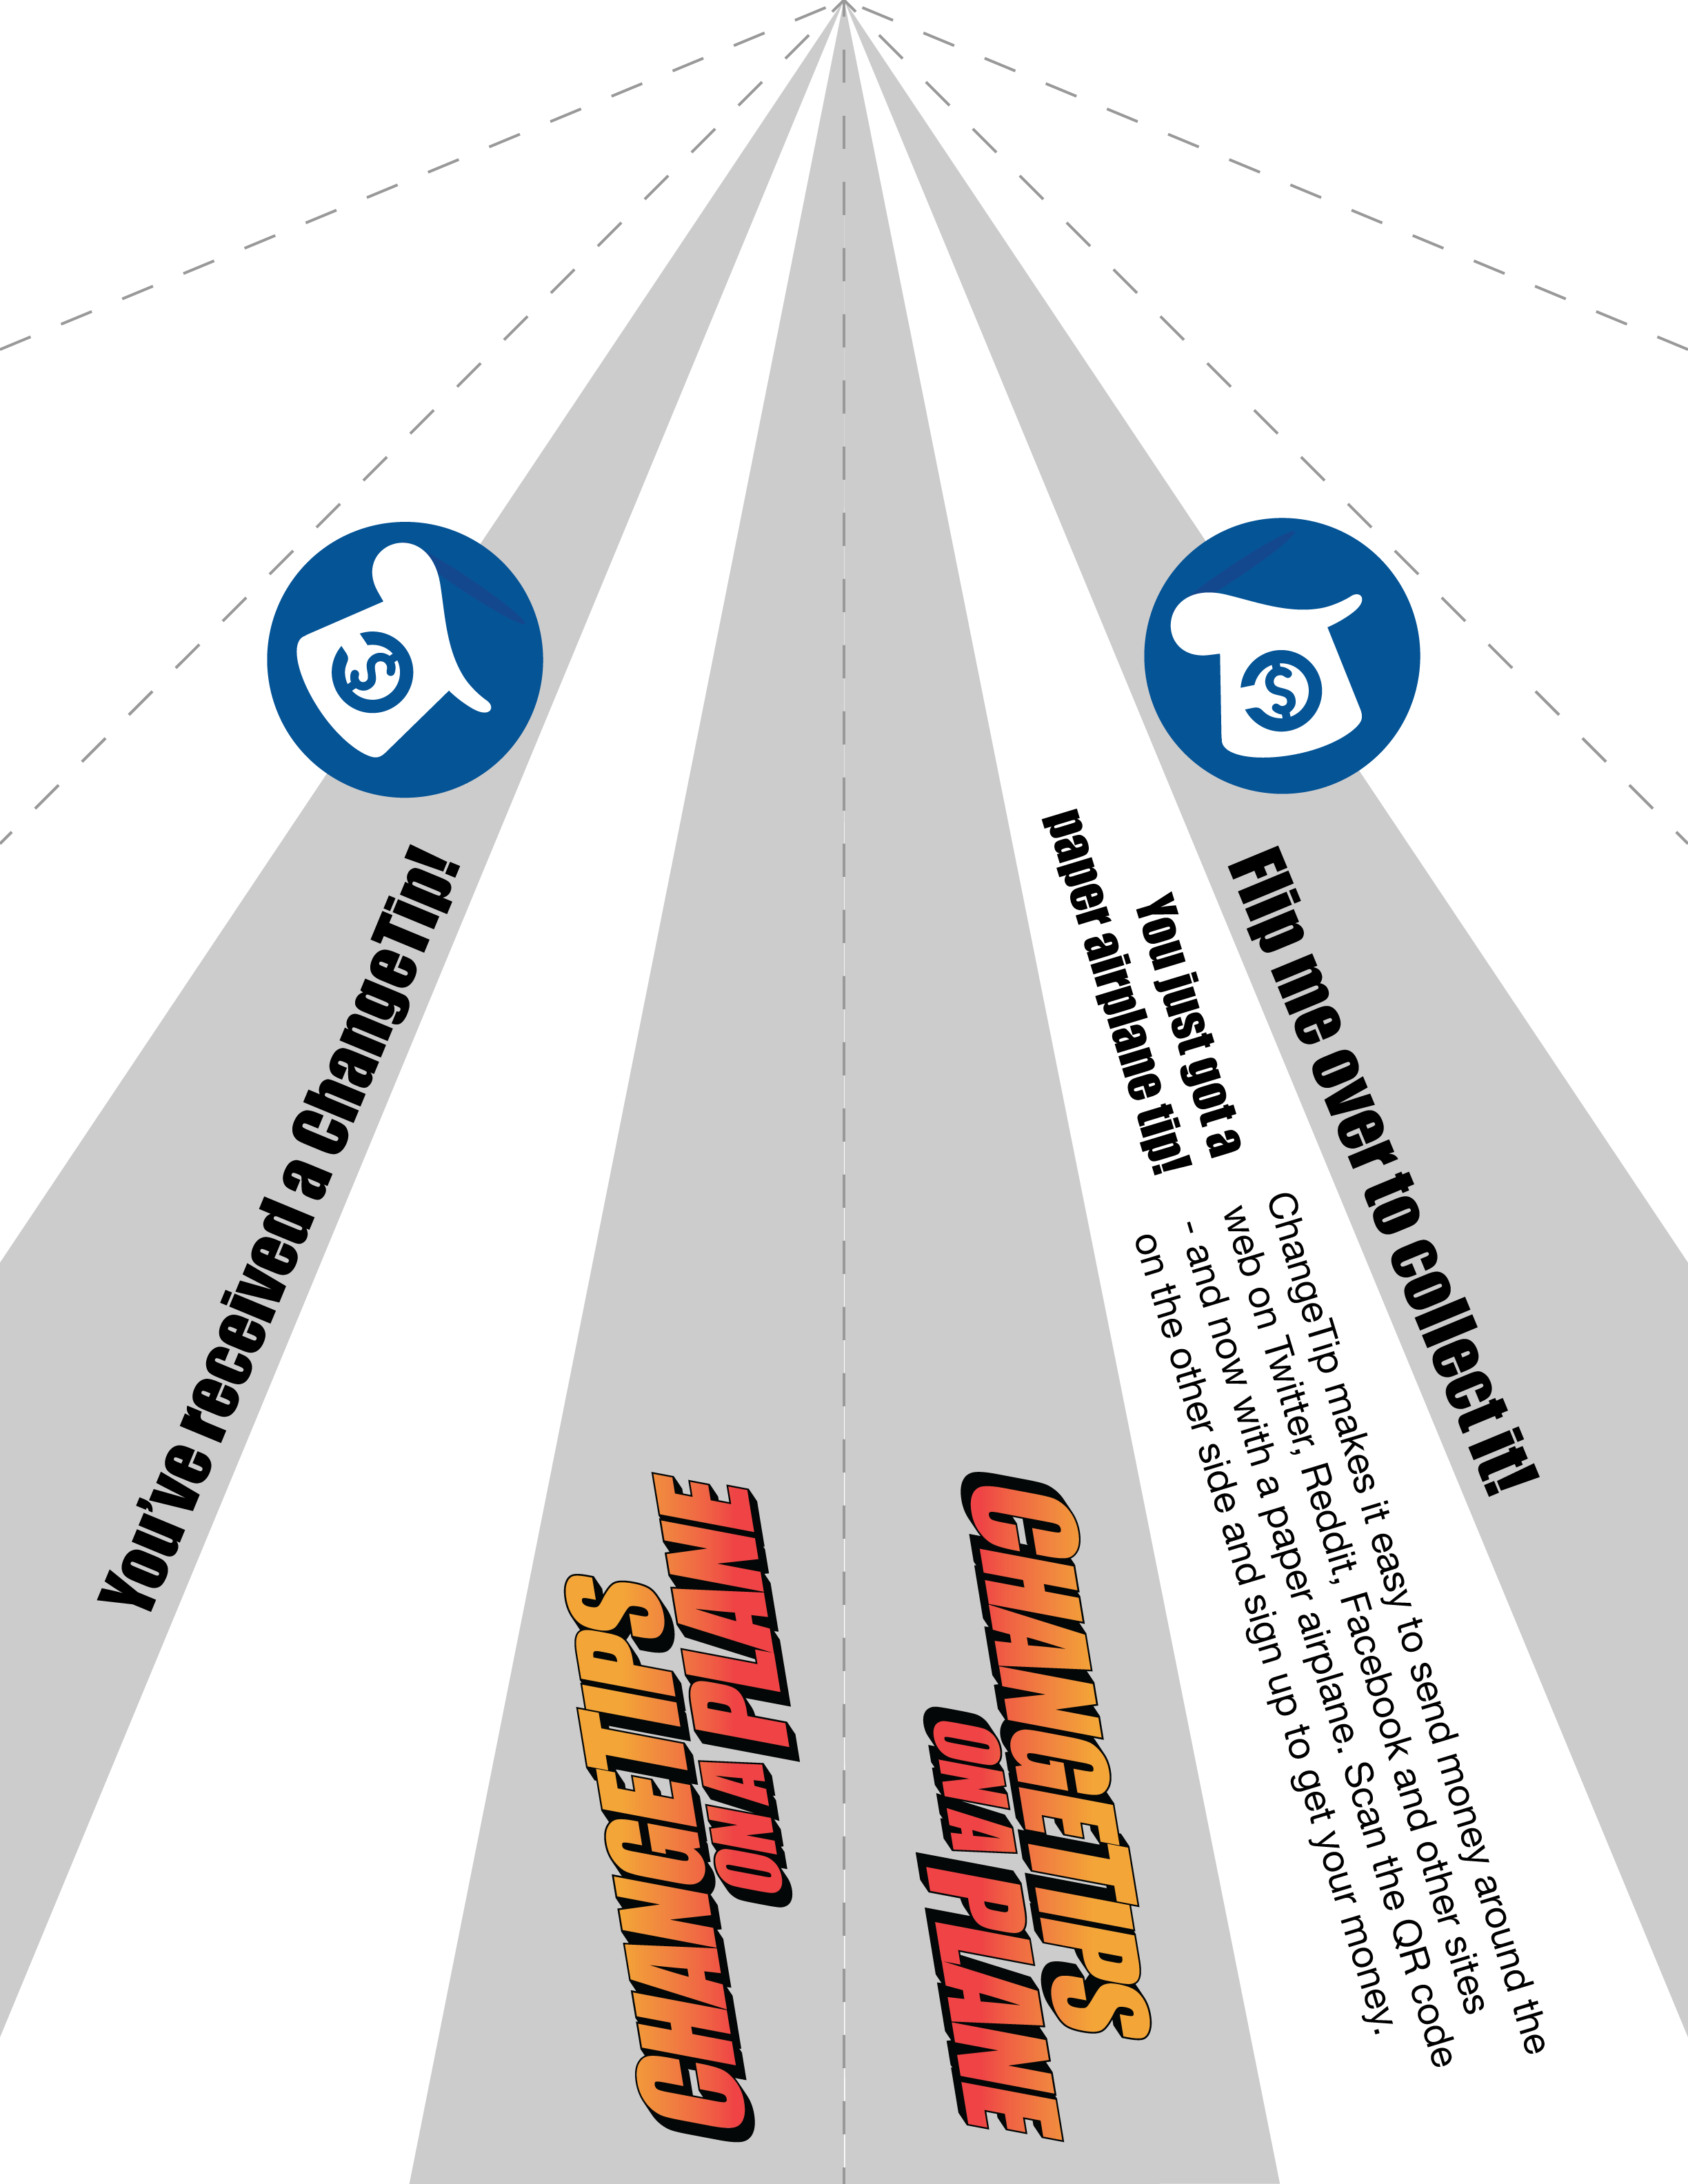 You've received a ChangeTip!
CHANGETIPS
ON A PLANE
CHANGETIPS
ON A PLANE
You just got a
paper airplane tip!
ChangeTip makes it easy to send money around the
web on Twitter, Reddit, Facebook and other sites
- and now with a paper airplane. Scan the QR code
on the other side and sign up to get your money.
Flip me over to collect it!